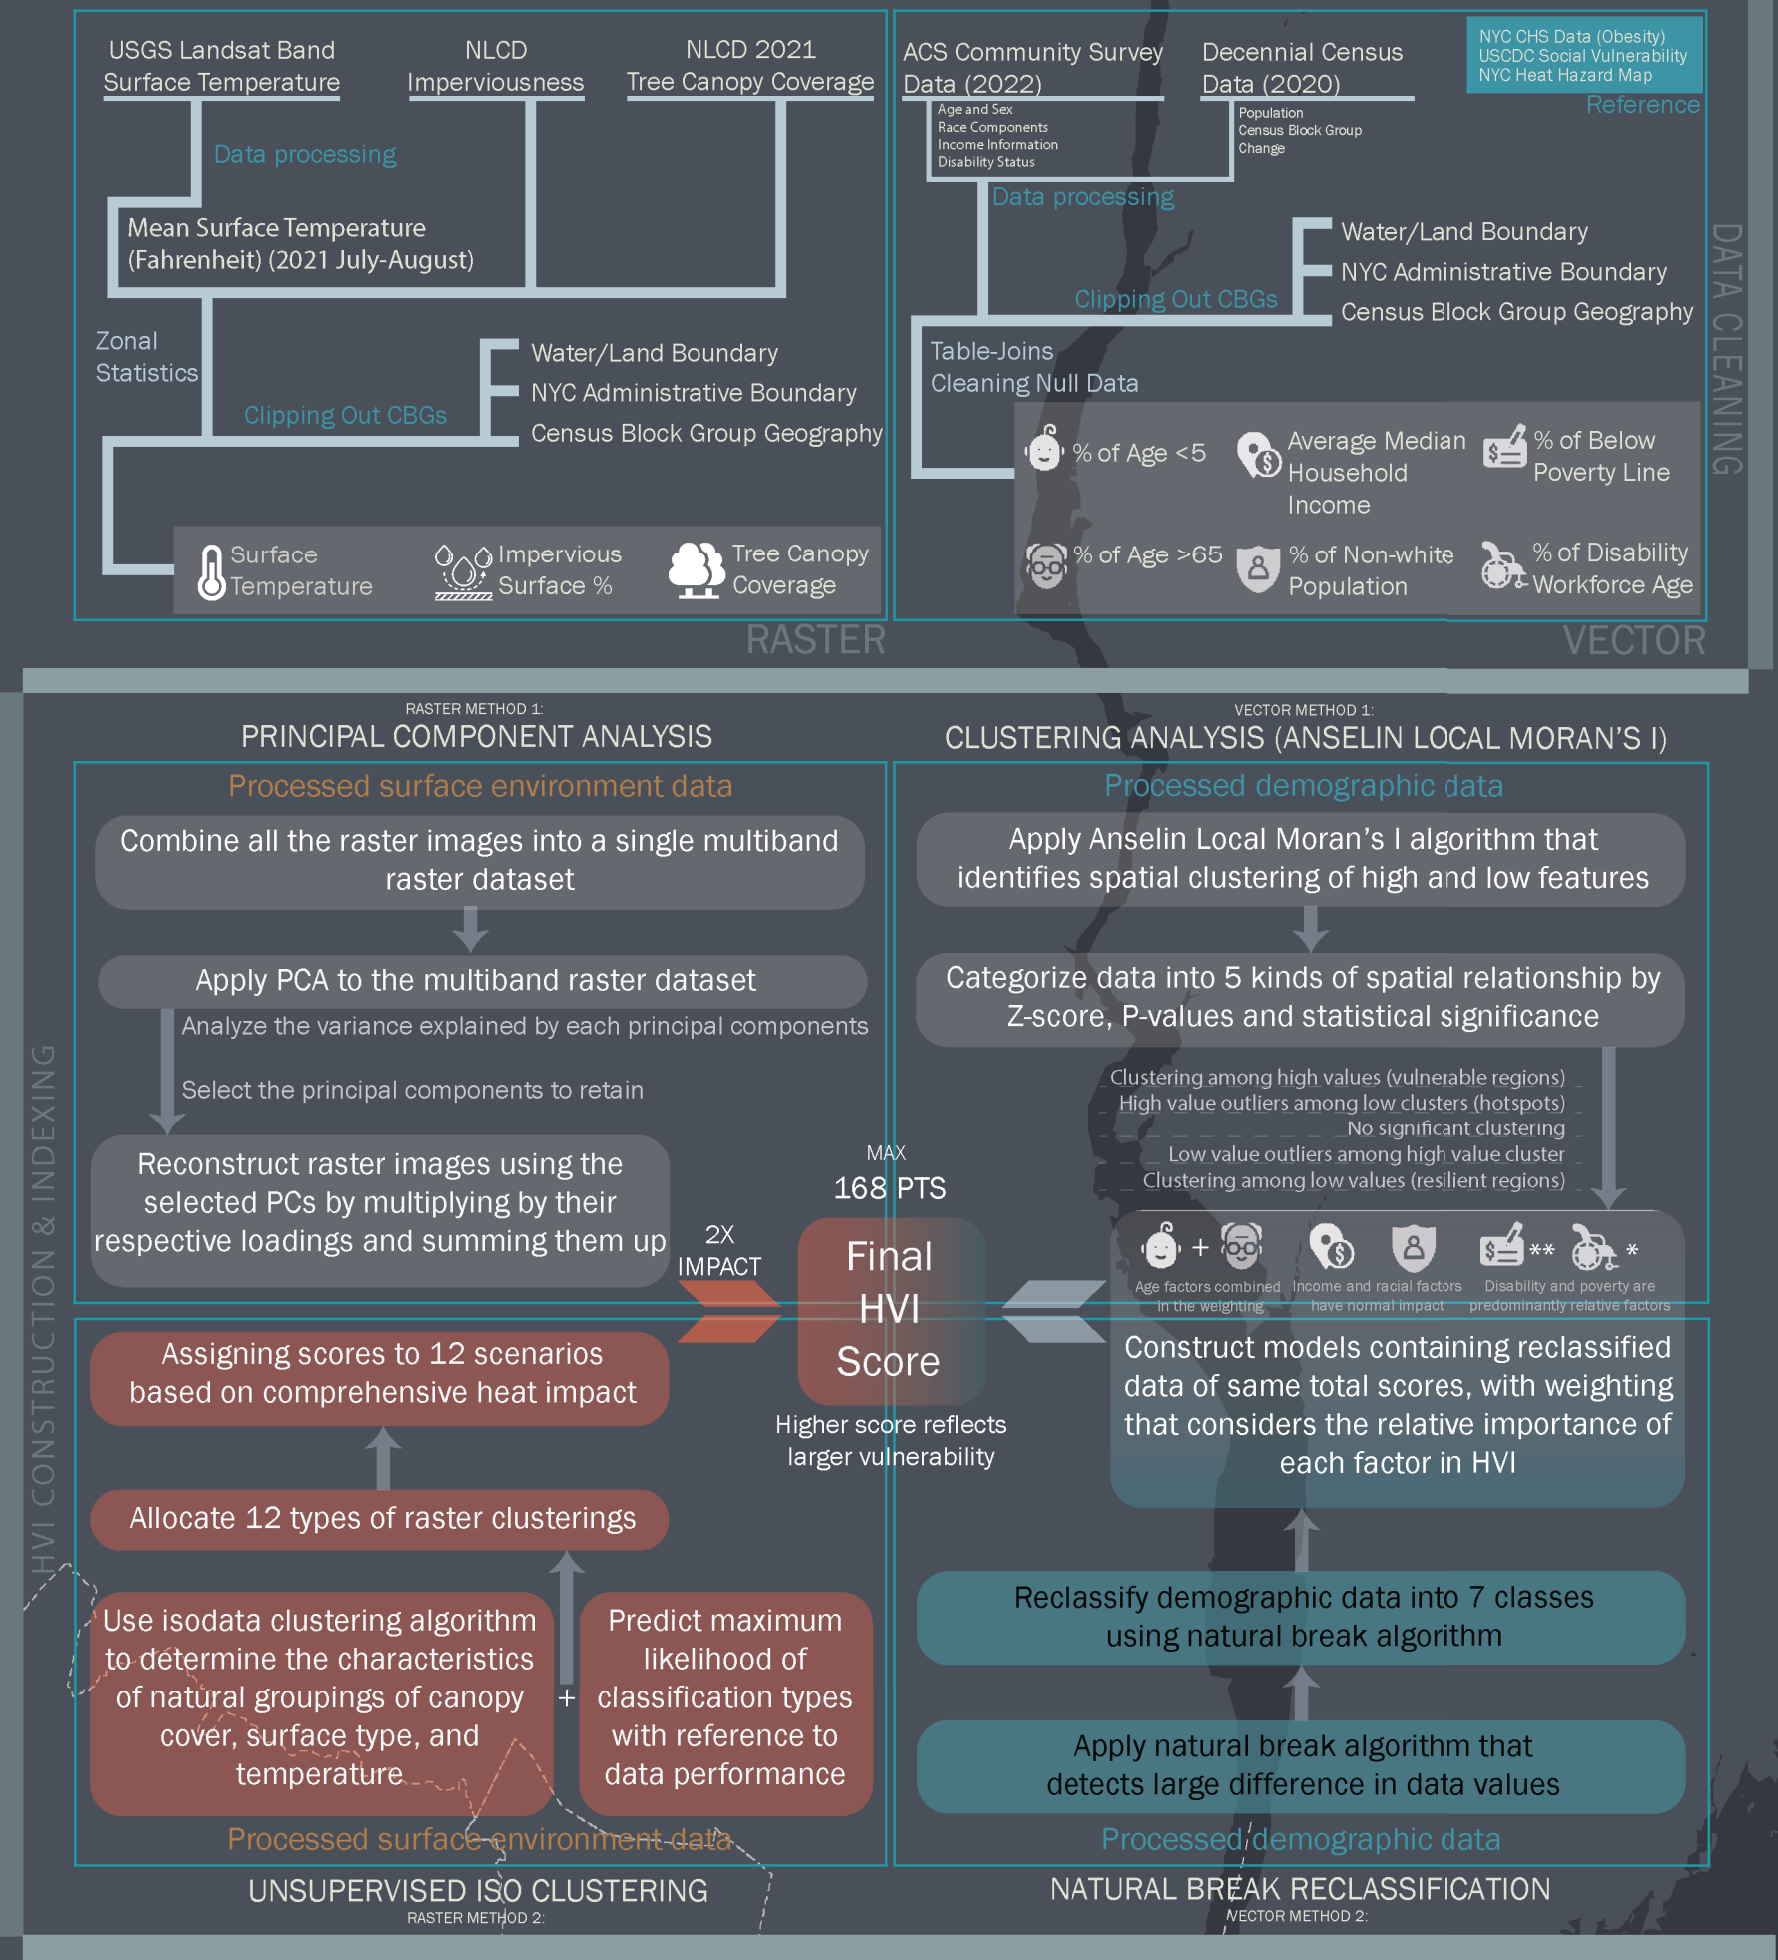 USGS Landsat Band
Surface Temperature
NLCD
Imperviousness
NLCD 2021
Tree Canopy Coverage
Data processing
Mean Surface Temperature
(Fahrenheit) (2021 July-August)
Zonal
Statistics
Clipping Out CBGs
Water/Land Boundary
NYC Administrative Boundary
Census Block Group Geography
Surface
Temperature
Impervious
Surface %
Tree Canopy
Coverage
RASTER
ACS Community Survey
Data (2022)
Age and Sex
Race Components
Income Information
Disability Status
Decennial Census
Data (2020)
Population
Census Block Group
Change
NYC CHS Data (Obesity)
USCDC Social Vulnerability
NYC Heat Hazard Map
Reference
Data processing
Clipping Out CBGs
Water/Land Boundary
NYC Administrative Boundary
Census Block Group Geography
Table-Joins
Cleaning Null Data
% of Age <5
Average Median
Household
Income
% of Below
Poverty Line
% of Age >65
% of Non-white
Population
% of Disability
Workforce Age
VECTOR
DATA CLEANING
RASTER METHOD 1:
PRINCIPAL COMPONENT ANALYSIS
Processed surface environment data
Combine all the raster images into a single multiband
raster dataset
Apply PCA to the multiband raster dataset
Analyze the variance explained by each principal components
Select the principal components to retain
Reconstruct raster images using the
selected PCs by multiplying by their
respective loadings and summing them up
VECTOR METHOD 1:
CLUSTERING ANALYSIS (ANSELIN LOCAL MORAN'S I)
Processed demographic data
Apply Anselin Local Moran's I algorithm that
identifies spatial clustering of high and low features
Categorize data into 5 kinds of spatial relationship by
Z-score, P-values and statistical significance
Clustering among high values (vulnerable regions)
High value outliers among low clusters (hotspots)
No significant clustering
Low value outliers among high value cluster
Clustering among low values (resilient regions)
+
**
*
Age factors combined
in the weighting
Income and racial factors
have normal impact
Disability and poverty are
predominantly relative factors
Construct models containing reclassified
data of same total scores, with weighting
that considers the relative importance of
each factor in HVI
2X
IMPACT
MAX
168 PTS
Final
HVI
Score
Higher score reflects
larger vulnerability
HVI CONSTRUCTION & INDEXING
Assigning scores to 12 scenarios
based on comprehensive heat impact
Allocate 12 types of raster clusterings
Use isodata clustering algorithm
to determine the characteristics
of natural groupings of canopy
cover, surface type, and
temperature
+
Predict maximum
likelihood of
classification types
with reference to
data performance
Processed surface environment data
UNSUPERVISED ISO CLUSTERING
RASTER METHOD 2:
Reclassify demographic data into 7 classes
using natural break algorithm
Apply natural break algorithm that
detects large difference in data values
Processed demographic data
NATURAL BREAK RECLASSIFICATION
VECTOR METHOD 2: